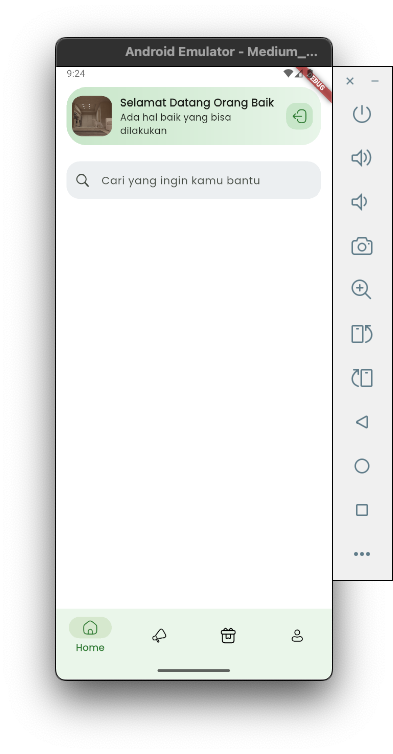 Android Emulator - Medium_...
9:24
Selamat Datang Orang Baik
Ada hal baik yang bisa
dilakukan
Cari yang ingin kamu bantu
Home